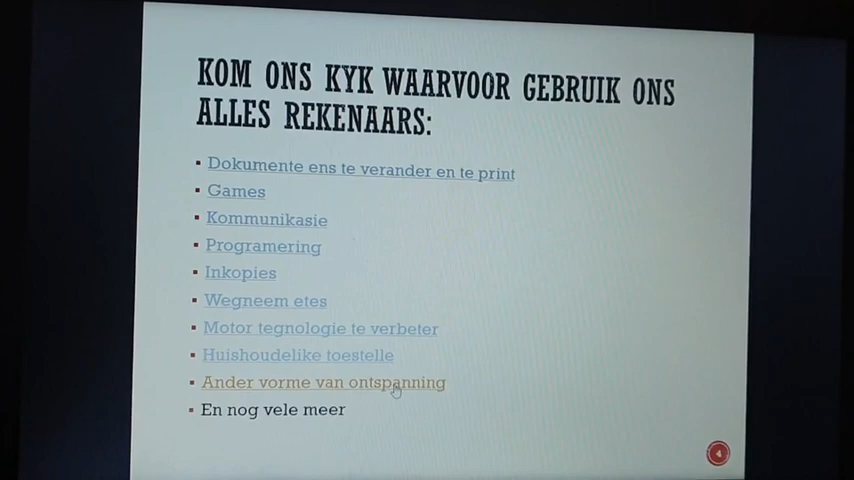 KOM ONS KYK WAARVOOR GEBRUIK ONS
ALLES REKENAARS:
Dokumente ens te verander en te print
Games
Kommunikasie
Programering
Inkopies
Wegneem etes
Motor tegnologie te verbeter
Huishoudelike toestelle
Ander vorme van ontspanning
En nog vele meer
4